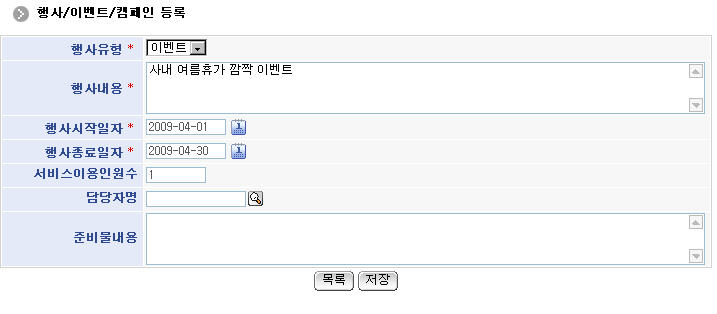 행사/이벤트/캠페인 등록
행사유형 * 이벤트
행사내용 * 사내 여름휴가 깜짝 이벤트
행사시작일자 * 2009-04-01
행사종료일자 * 2009-04-30
서비스이용인원수 1
담당자명
준비물내용
목록 저장